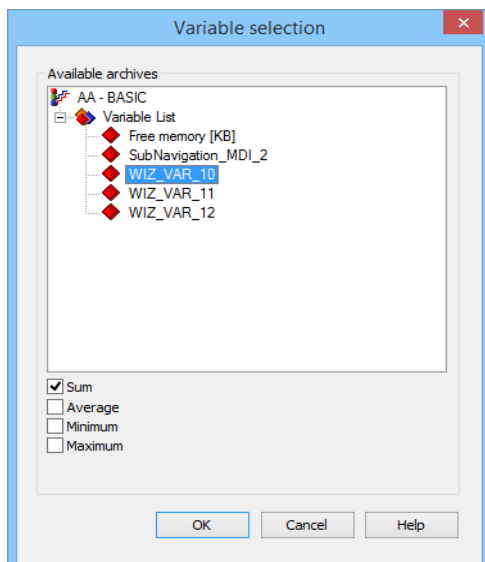 Variable selection
Available archives
AA - BASIC
Variable List
Free memory [KB]
SubNavigation_MDI_2
WIZ_VAR_10
WIZ_VAR_11
WIZ_VAR_12
Sum
Average
Minimum
Maximum
OK Cancel Help